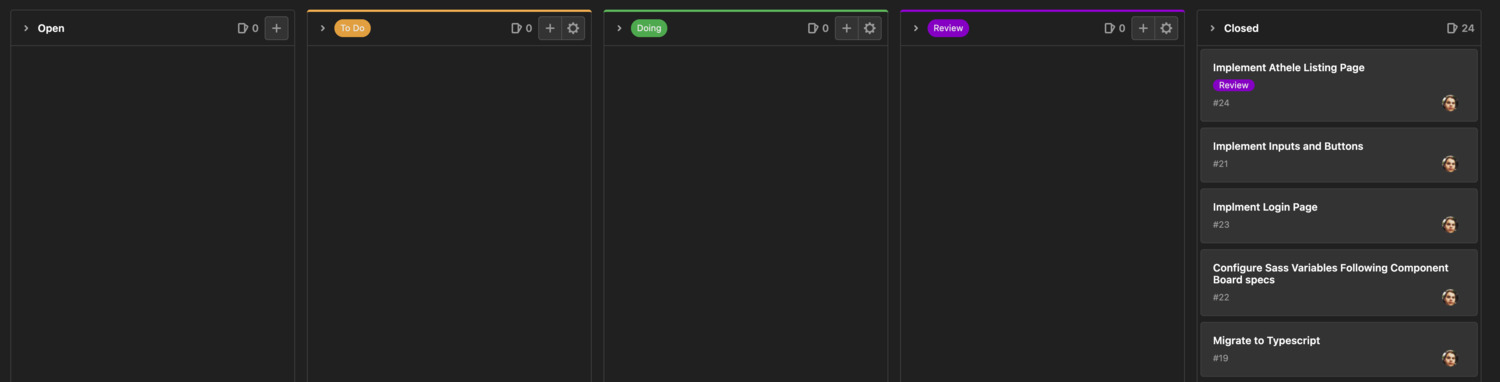 Open 0
To Do 0
Doing 0
Review 0
Closed 24
Implement Athele Listing Page
Review
#24
Implement Inputs and Buttons
#21
Implment Login Page
#23
Configure Sass Variables Following Component
Board specs
#22
Migrate to Typescript
#19